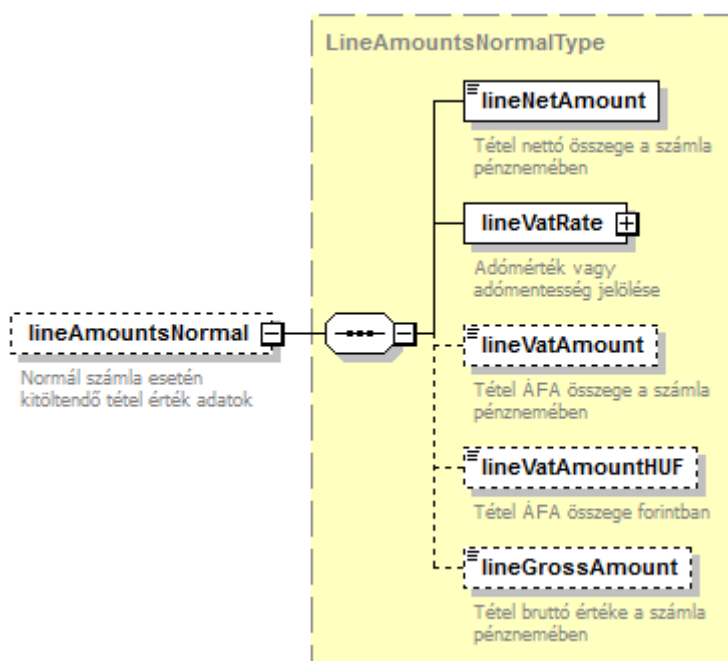 LineAmountsNormalType
lineNetAmount
Tétel nettó összege a számla
pénznemében
lineVatRate
Adómérték vagy
adómentesség jelölése
lineAmountsNormal
Normál számla esetén
kitöltendő tétel érték adatok
lineVatAmount
Tétel ÁFA összege a számla
pénznemében
lineVatAmountHUF
Tétel ÁFA összege forintban
lineGrossAmount
Tétel bruttó értéke a számla
pénznemében